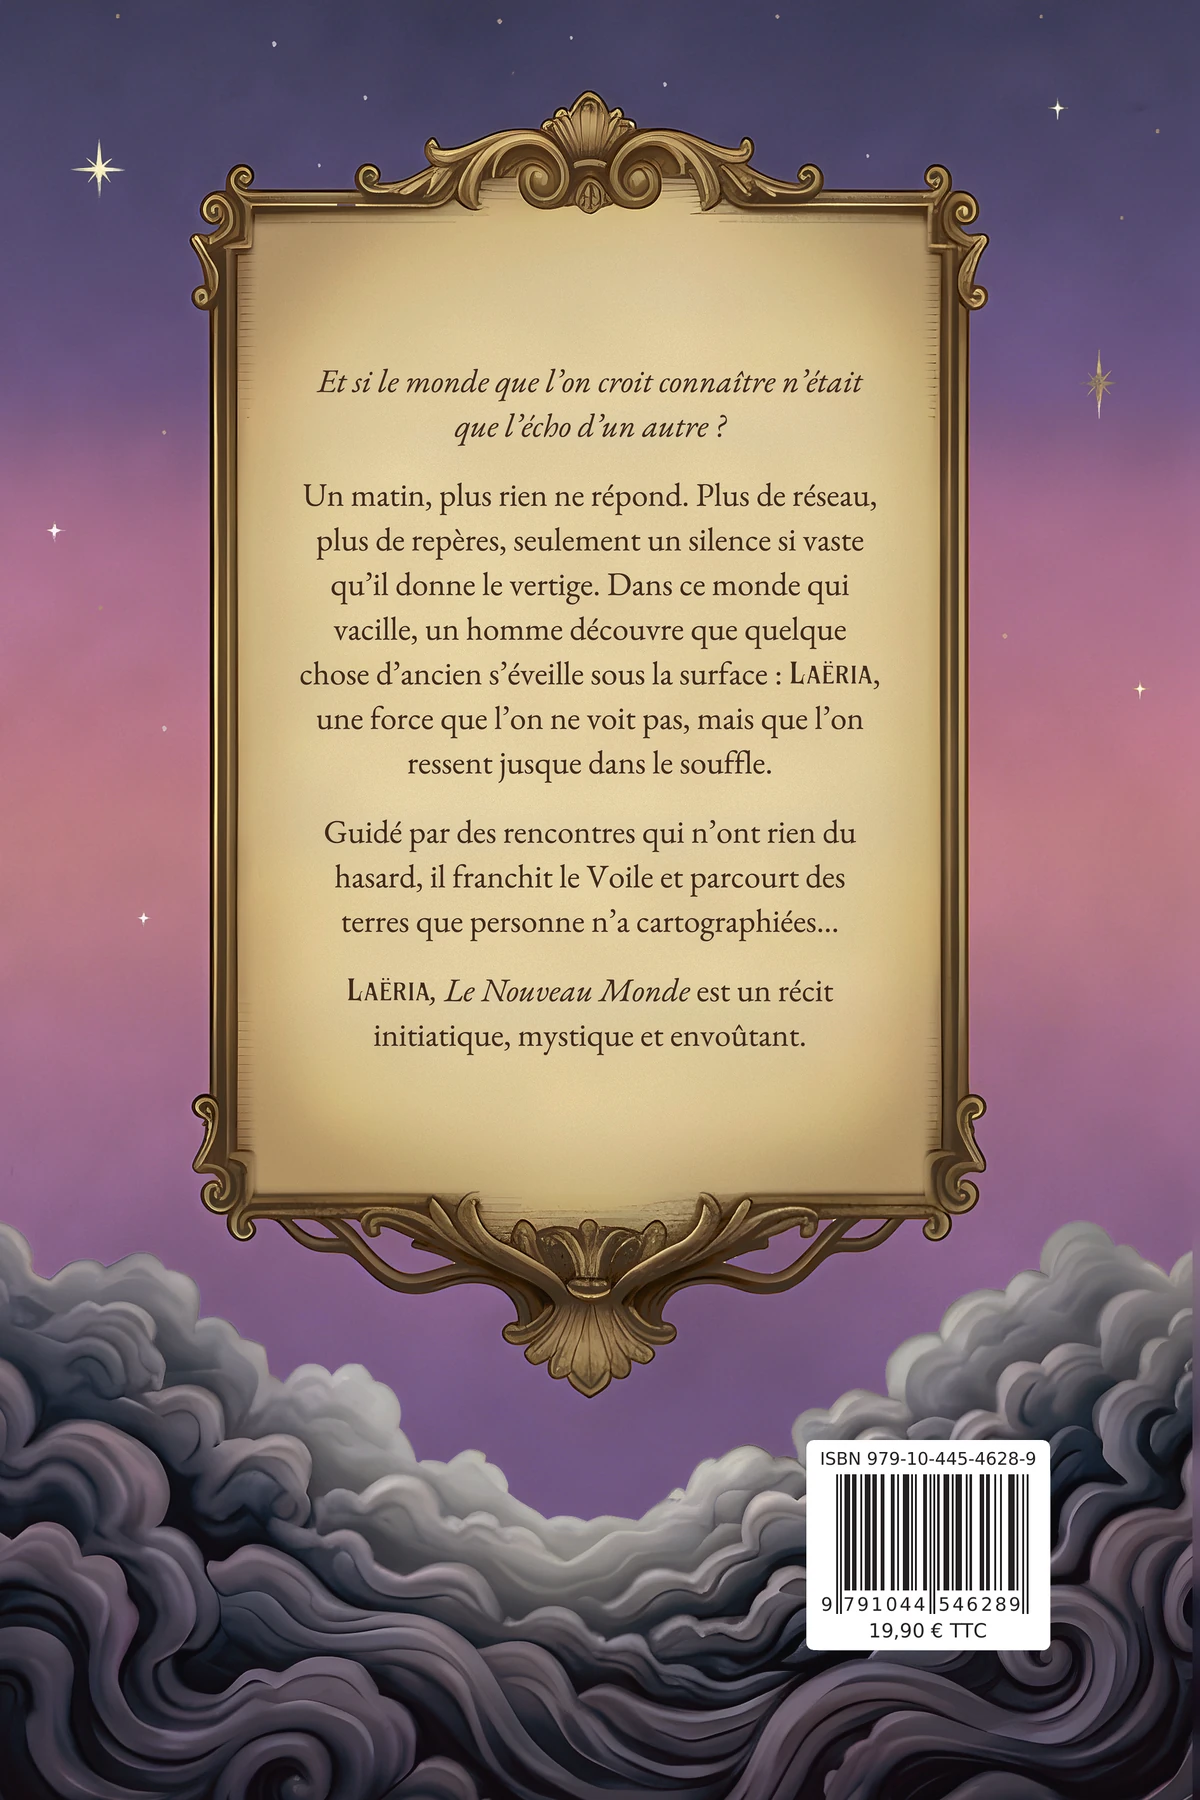 Et si le monde que l’on croit connaître n’était
que l’écho d’un autre ?
Un matin, plus rien ne répond. Plus de réseau,
plus de repères, seulement un silence si vaste
qu’il donne le vertige. Dans ce monde qui
vacille, un homme découvre que quelque
chose d’ancien s’éveille sous la surface : LAËRIA,
une force que l’on ne voit pas, mais que l’on
ressent jusque dans le souffle.
Guidé par des rencontres qui n’ont rien du
hasard, il franchit le Voile et parcourt des
terres que personne n’a cartographiées...
LAËRIA, Le Nouveau Monde est un récit
initiatique, mystique et envoûtant.
ISBN 979-10-445-4628-9
9 791044 546289
19,90 € TTC